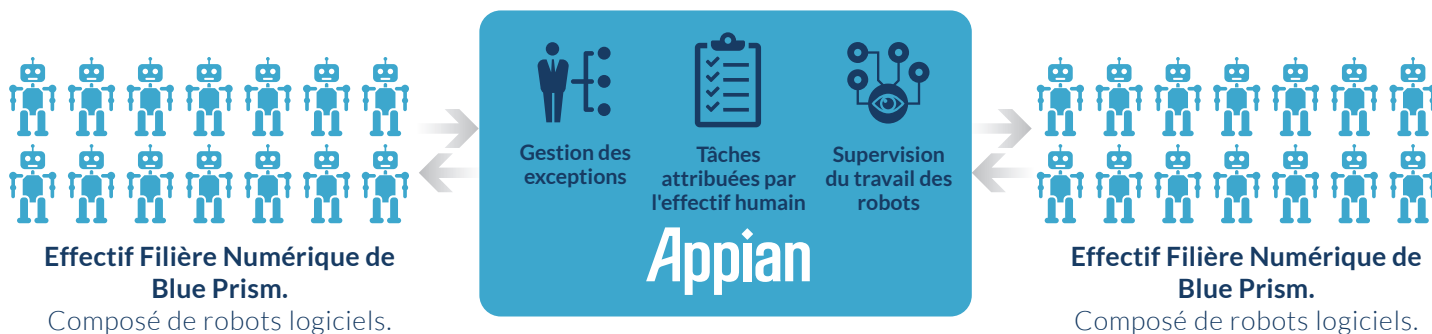 Effectif Filière Numérique de
Blue Prism.
Composé de robots logiciels.
Gestion des
exceptions
Tâches
attribuées par
l'effectif humain
Supervision
du travail des
robots
Appian
Effectif Filière Numérique de
Blue Prism.
Composé de robots logiciels.